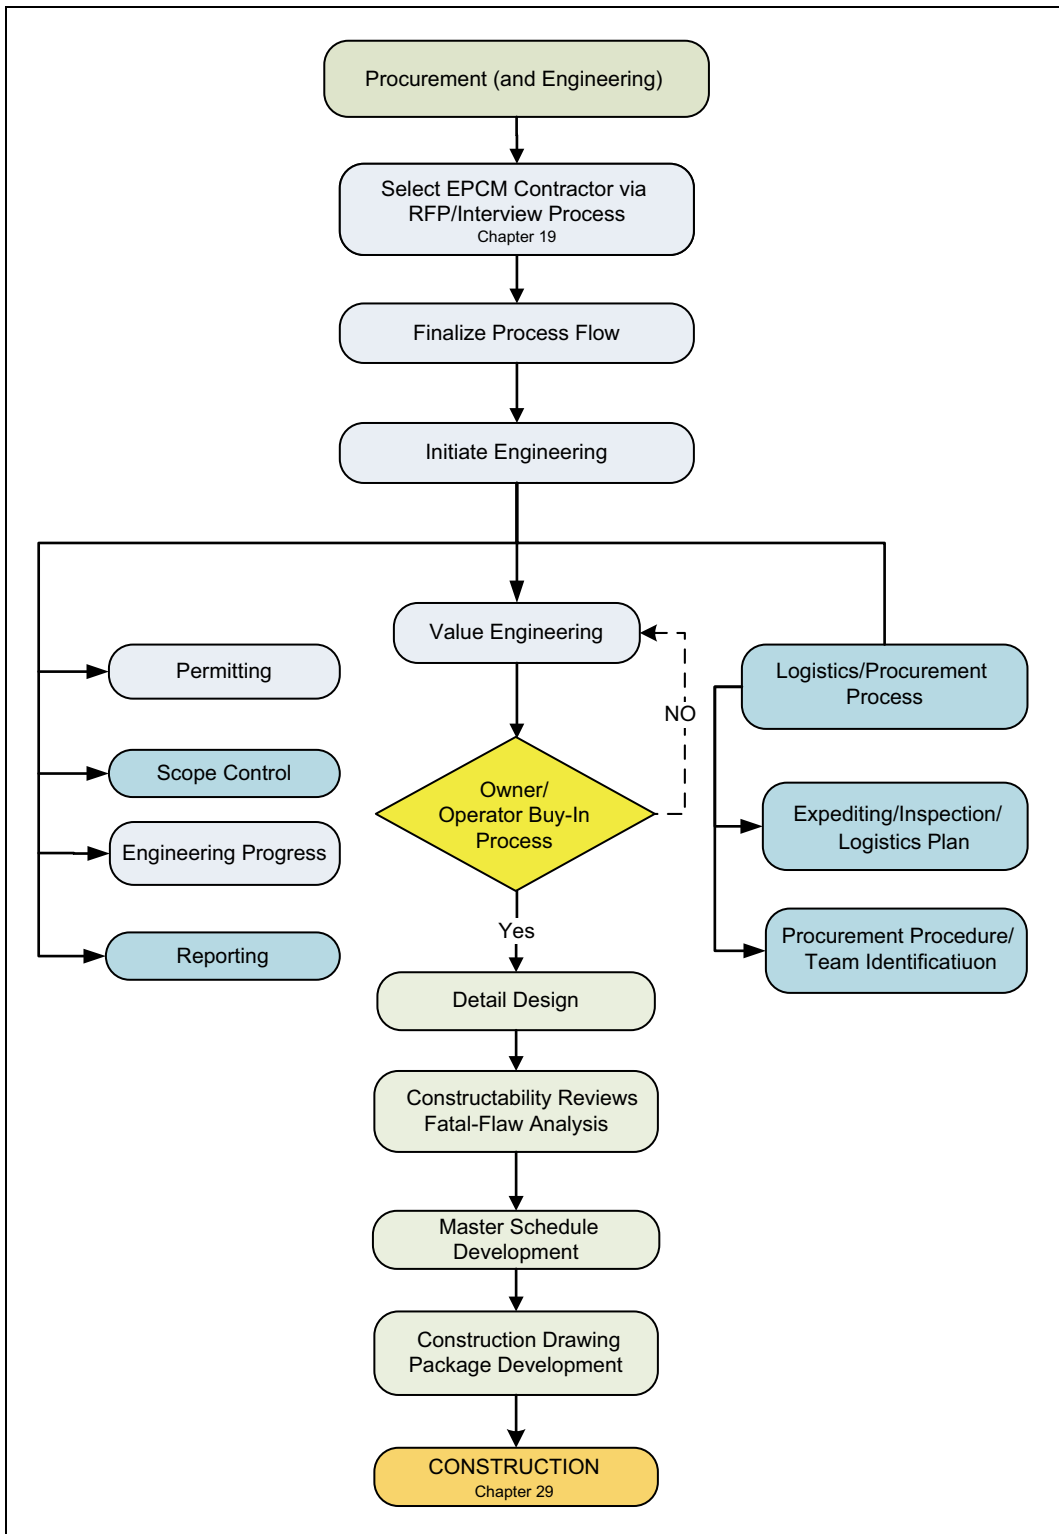 Procurement (and Engineering)
Select EPCM Contractor via
RFP/Interview Process
Chapter 19
Finalize Process Flow
Initiate Engineering
Value Engineering
NO
Owner/
Operator Buy-In
Process
Yes
Permitting
Scope Control
Engineering Progress
Reporting
Logistics/Procurement
Process
Expediting/Inspection/
Logistics Plan
Procurement Procedure/
Team Identificatiuon
Detail Design
Constructability Reviews
Fatal-Flaw Analysis
Master Schedule
Development
Construction Drawing
Package Development
CONSTRUCTION
Chapter 29